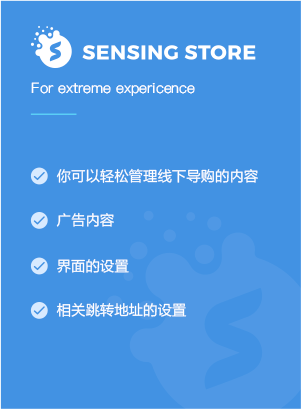 SENSING STORE
For extreme expericence
你可以轻松管理线下导购的内容
广告内容
界面的设置
相关跳转地址的设置